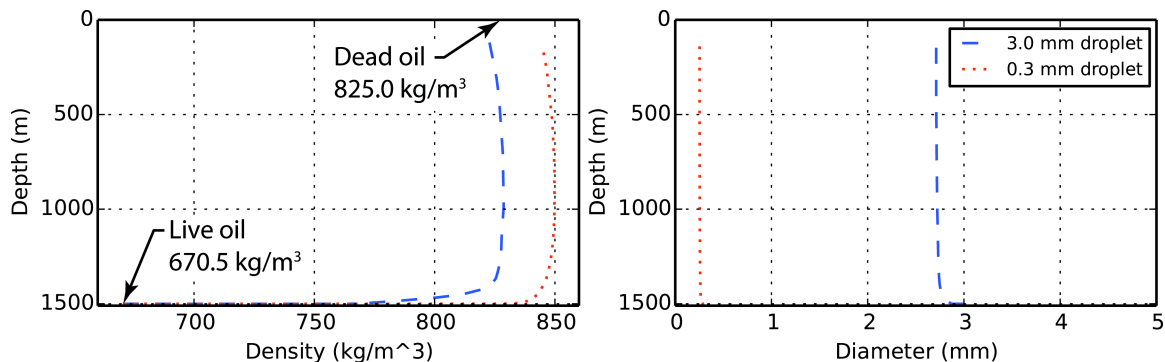 0
500
1000
1500
Depth (m)
Dead oil
825.0 kg/m³
Live oil
670.5 kg/m³
700
750
800
850
Density (kg/m^3)
0
500
1000
1500
Depth (m)
3.0 mm droplet
0.3 mm droplet
0
1
2
3
4
5
Diameter (mm)